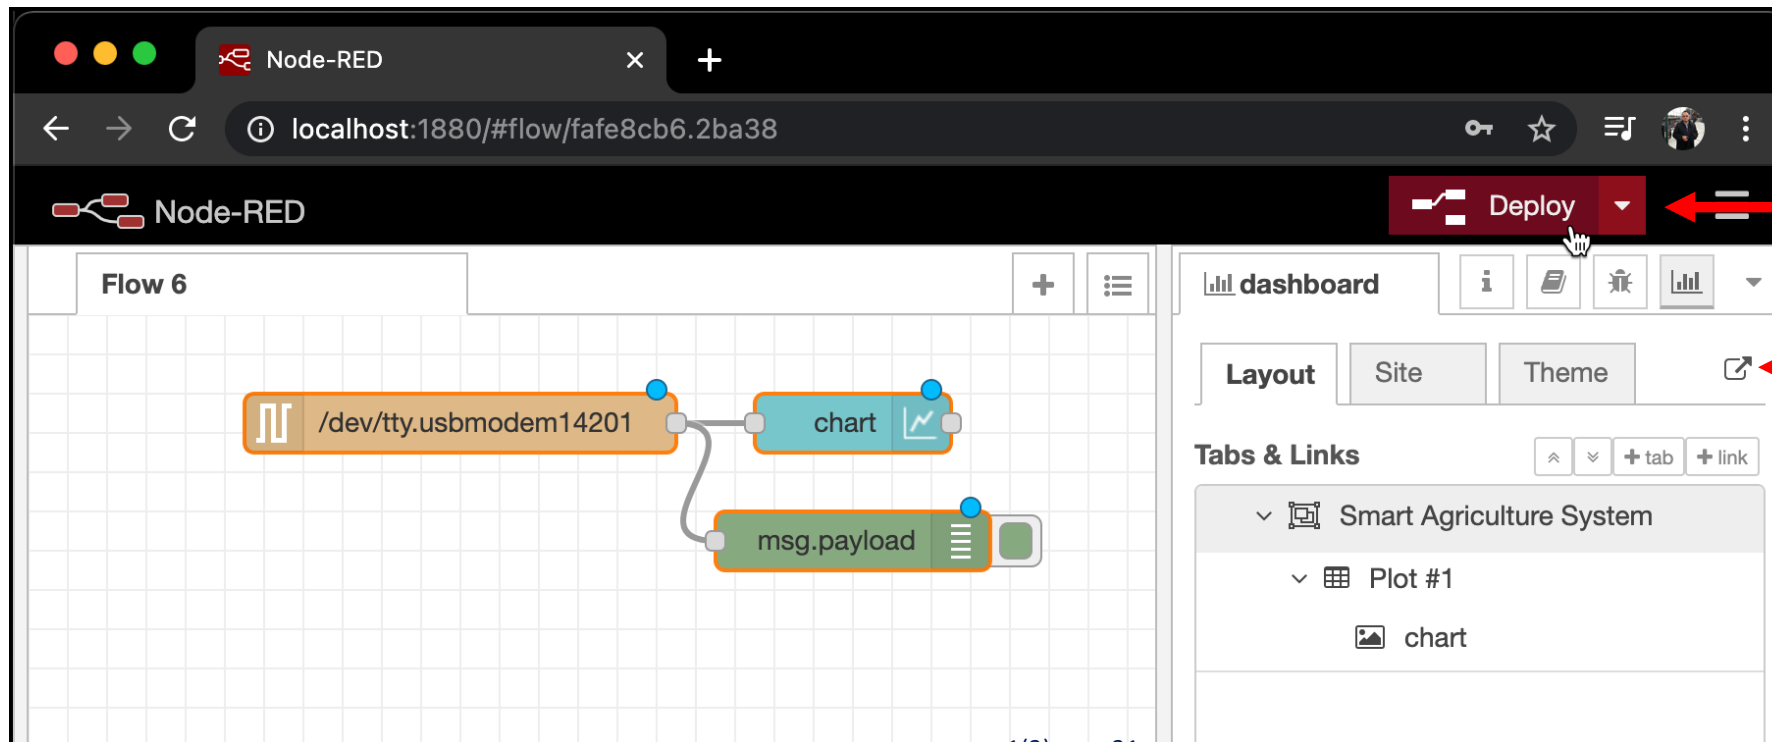 Node-RED
localhost:1880/#flow/fafe8cb6.2ba38
Node-RED
Deploy
Flow 6
dashboard
Layout
Site
Theme
/dev/tty.usbmodem14201
chart
Tabs & Links
tab
link
msg.payload
Smart Agriculture System
Plot #1
chart